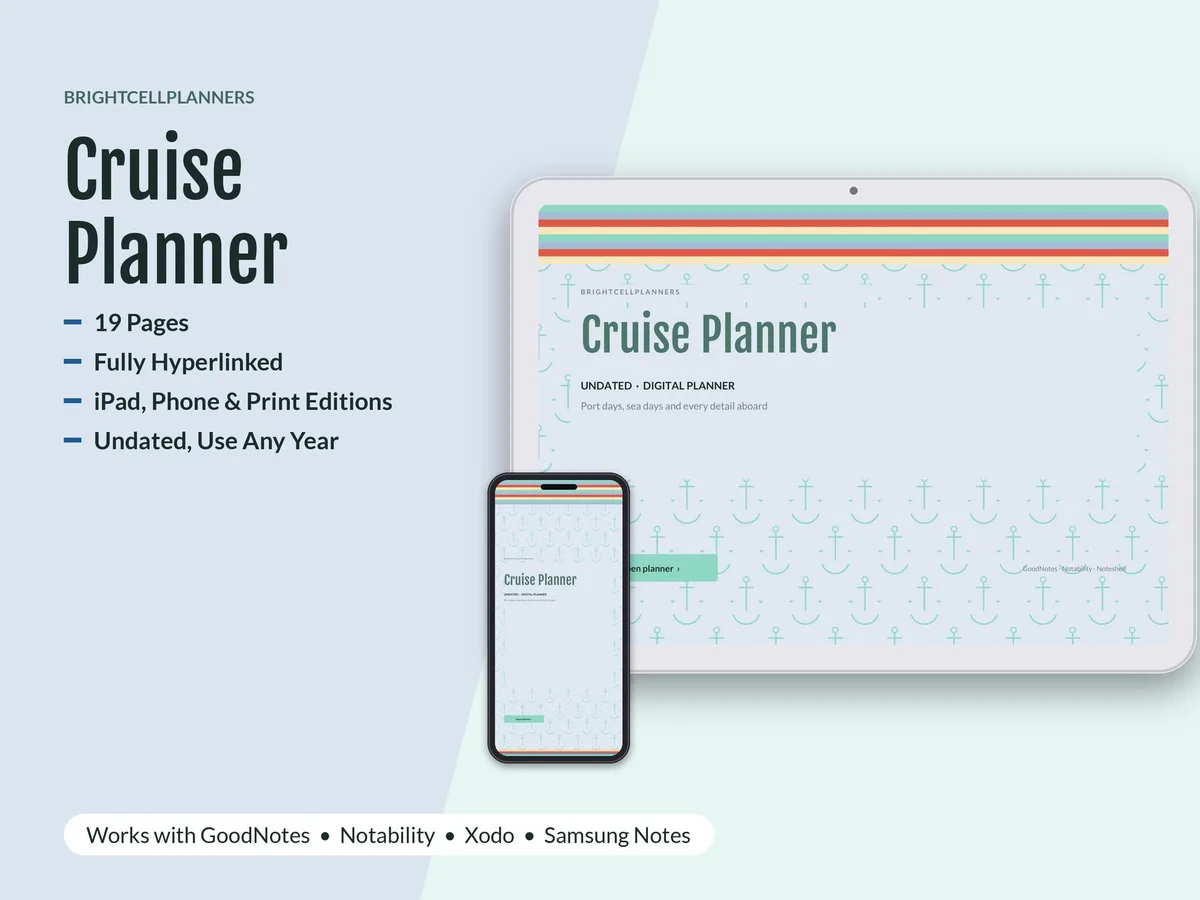 BRIGHTCELLPLANNERS
Cruise
Planner
19 Pages
Fully Hyperlinked
iPad, Phone & Print Editions
Undated, Use Any Year
BRIGHTCELLPLANNERS
Cruise Planner
UNDATED · DIGITAL PLANNER
Port days, sea days and every detail aboard
planner ›
GoodNotes · Notability · Noteshelf
Cruise Planner
UNDATED · DIGITAL PLANNER
Works with GoodNotes • Notability • Xodo • Samsung Notes